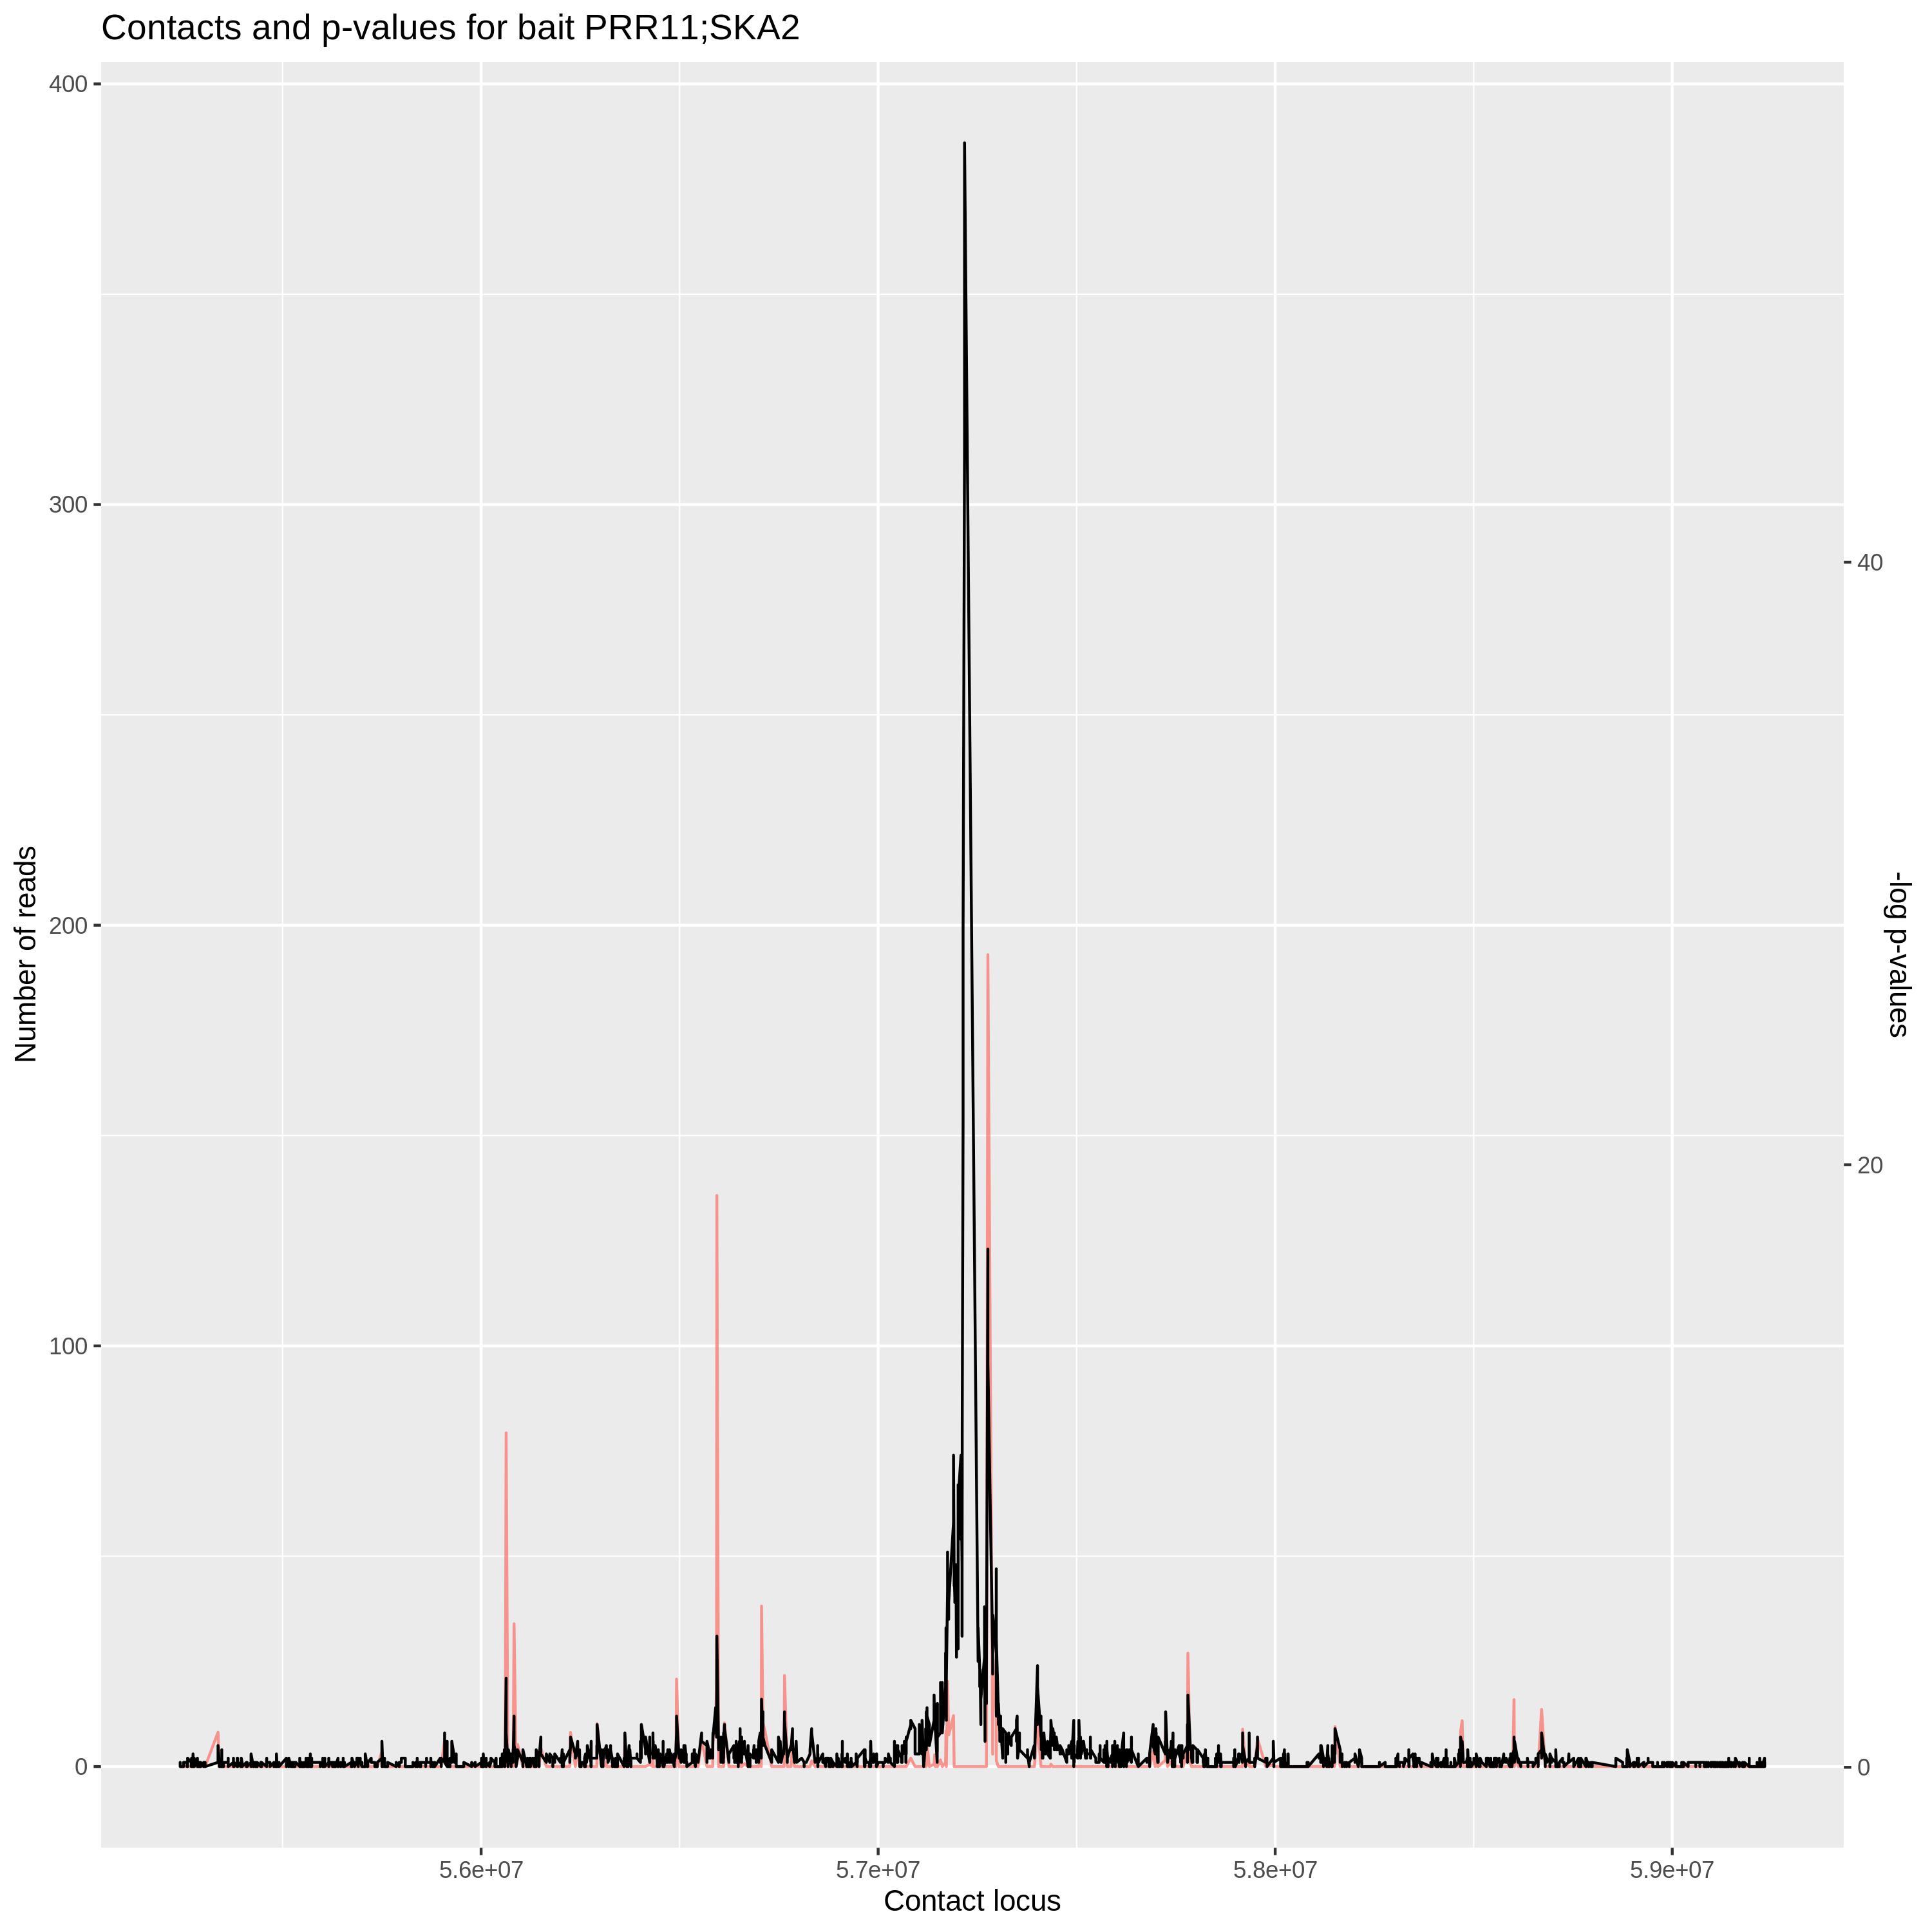 Contacts and p-values for bait PRR11;SKA2
400
300
200
100
0
Number of reads
40
20
0
-log p-values
5.6e+07
5.7e+07
5.8e+07
5.9e+07
Contact locus